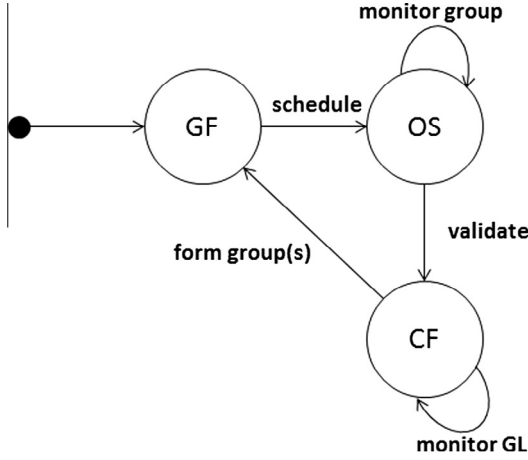 monitor group
schedule
GF
OS
validate
form group(s)
CF
monitor GL